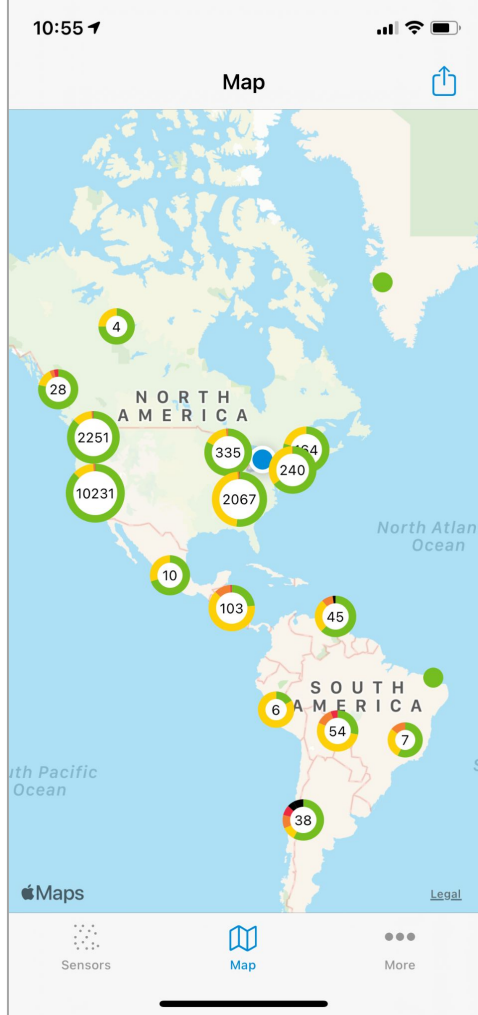 10:55
Map
4
28
NORTH
AMERICA
2251
335
240
10231
2067
North Atlan
Ocean
10
103
45
SOUTH
AMERICA
6
54
7
uth Pacific
Ocean
38
Maps
Legal
Sensors
Map
More